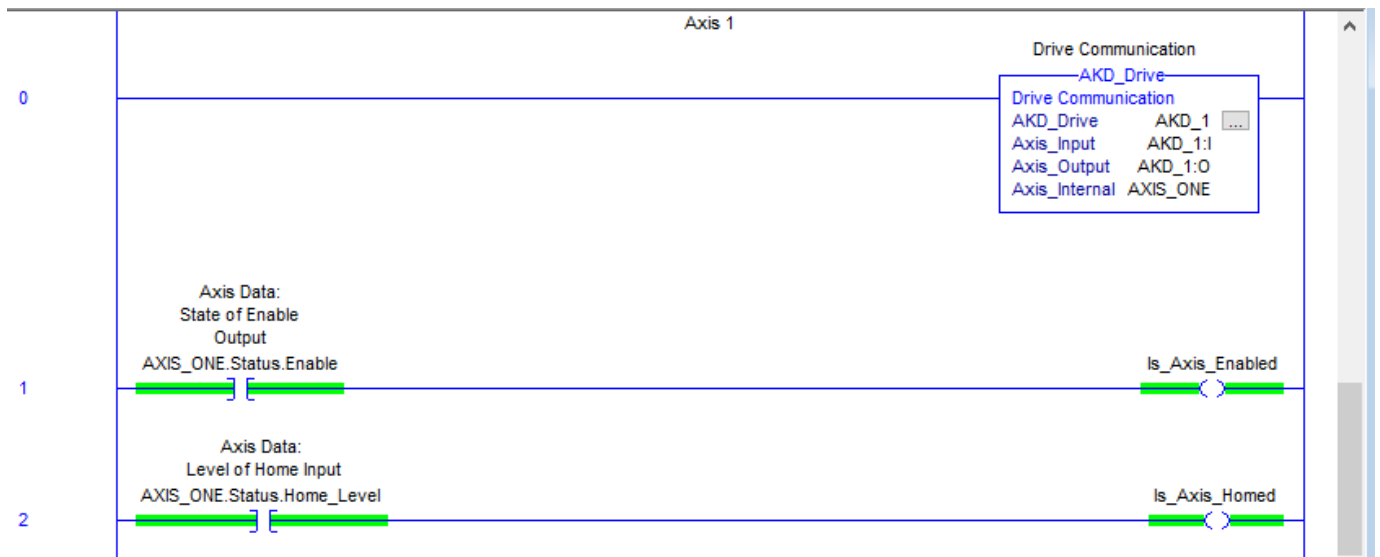 Axis 1
Drive Communication
AKD_Drive
0
Drive Communication
AKD_Drive AKD_1 ...
Axis_Input AKD_1:I
Axis_Output AKD_1:O
Axis_Internal AXIS_ONE
Axis Data:
State of Enable
Output
AXIS_ONE.Status.Enable Is_Axis_Enabled
1
Axis Data:
Level of Home Input
AXIS_ONE.Status.Home_Level Is_Axis_Homed
2